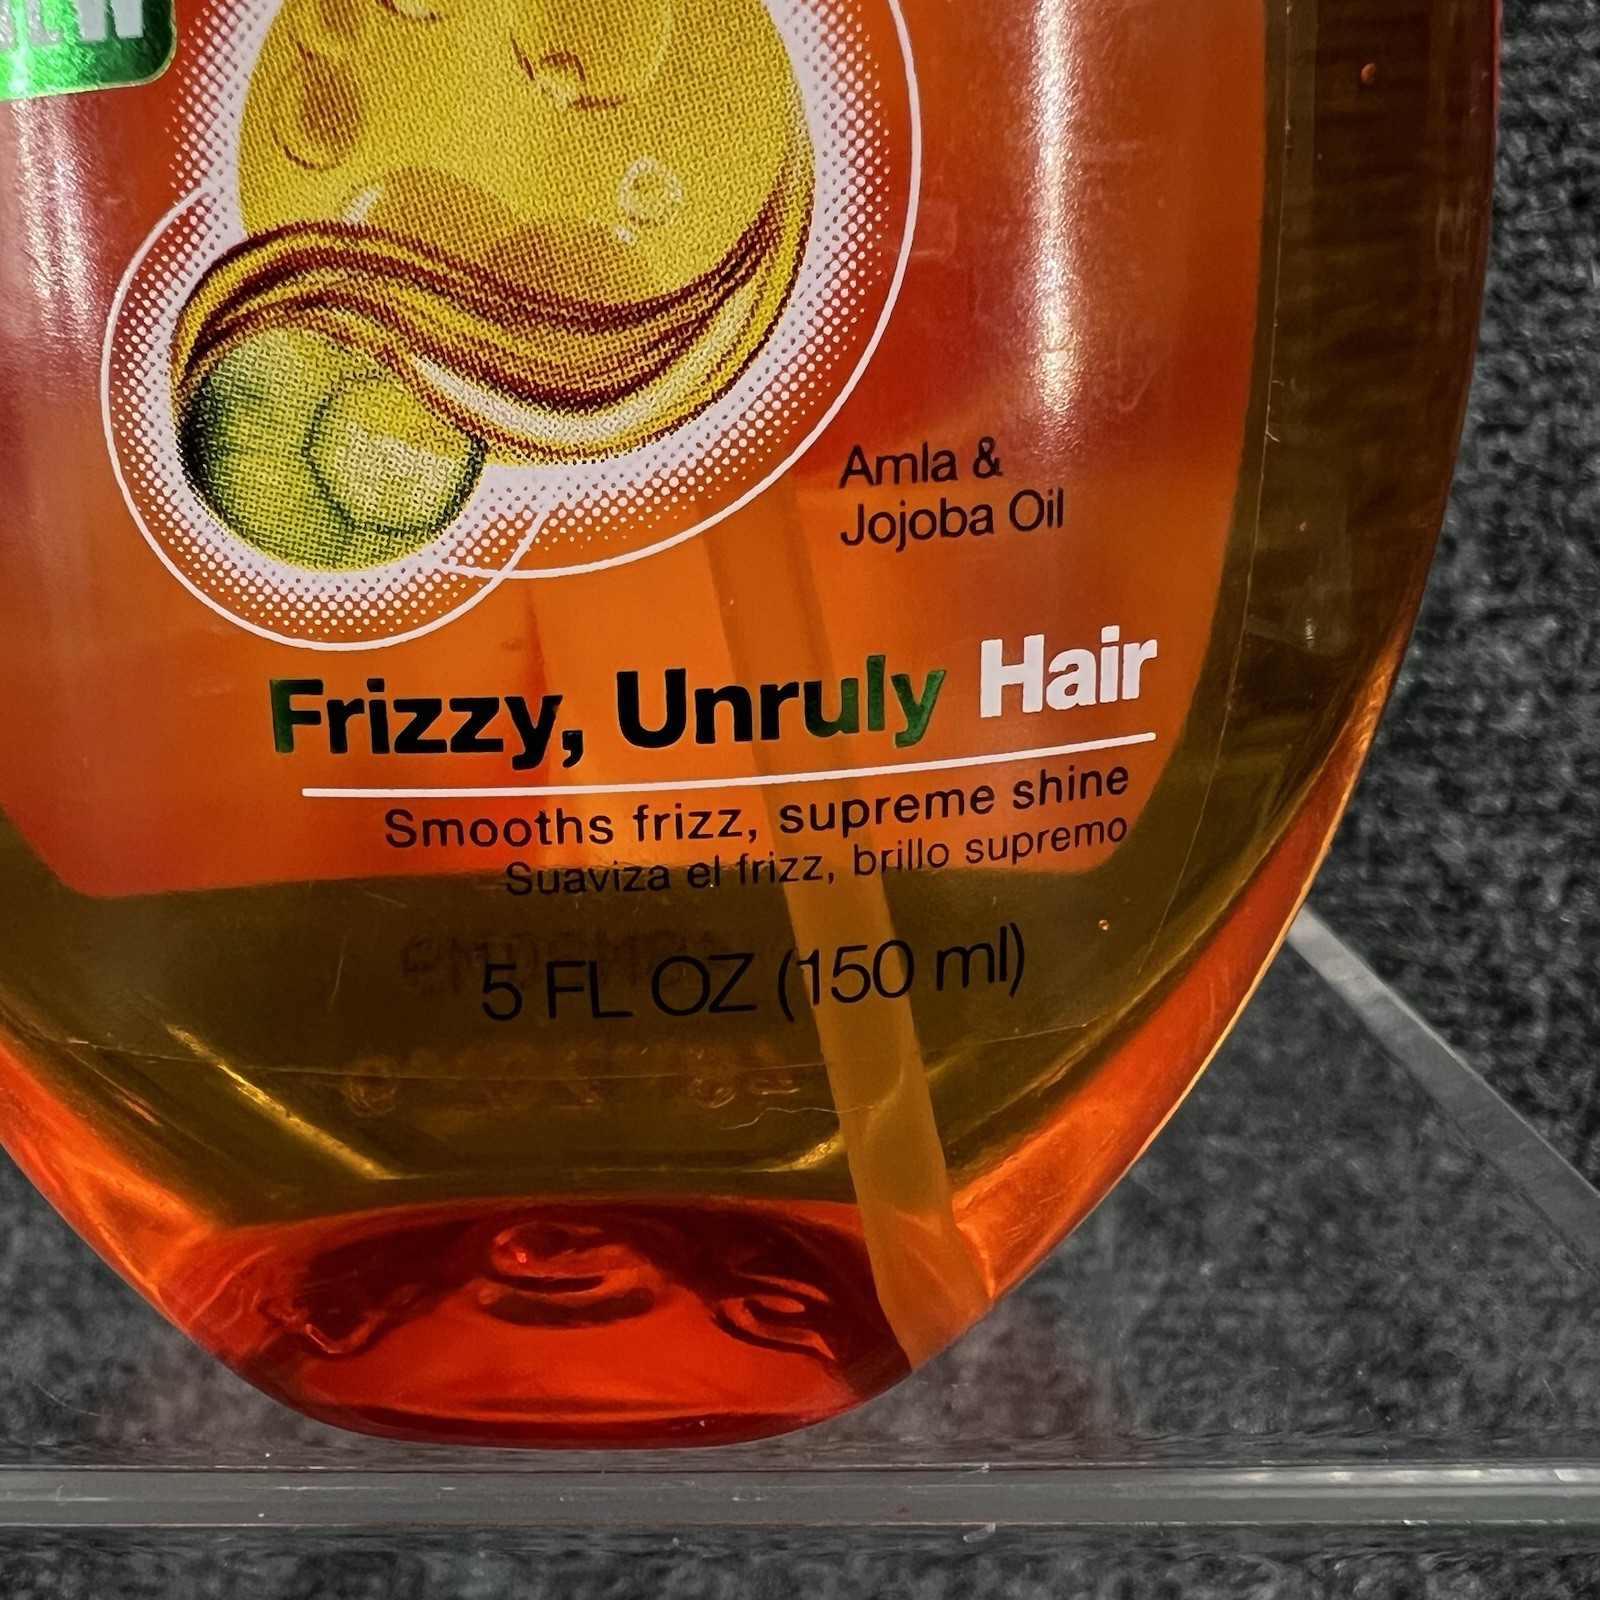 Amla &
Jojoba Oil
Frizzy, Unruly Hair
Smooths frizz, supreme shine
Suaviza el frizz, brillo supremo
5 FL OZ (150 ml)